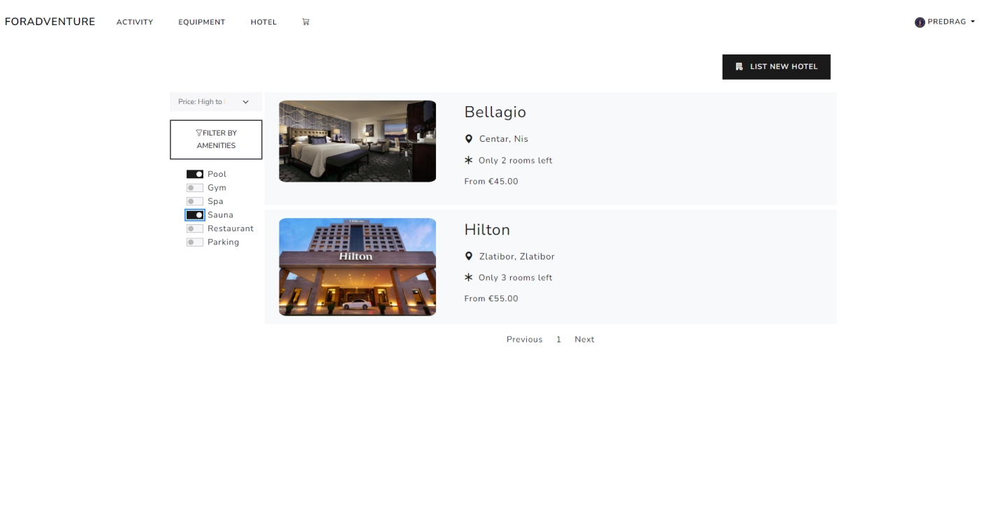 FORADVENTURE ACTIVITY EQUIPMENT HOTEL PREDRAG
LIST NEW HOTEL
Price: High to
FILTER BY
AMENITIES
Pool
Gym
Spa
Sauna
Restaurant
Parking
Bellagio
Centar, Nis
Only 2 rooms left
From €45.00
Hilton
Hilton
Hilton
Zlatibor, Zlatibor
Only 3 rooms left
From €55.00
Previous 1 Next